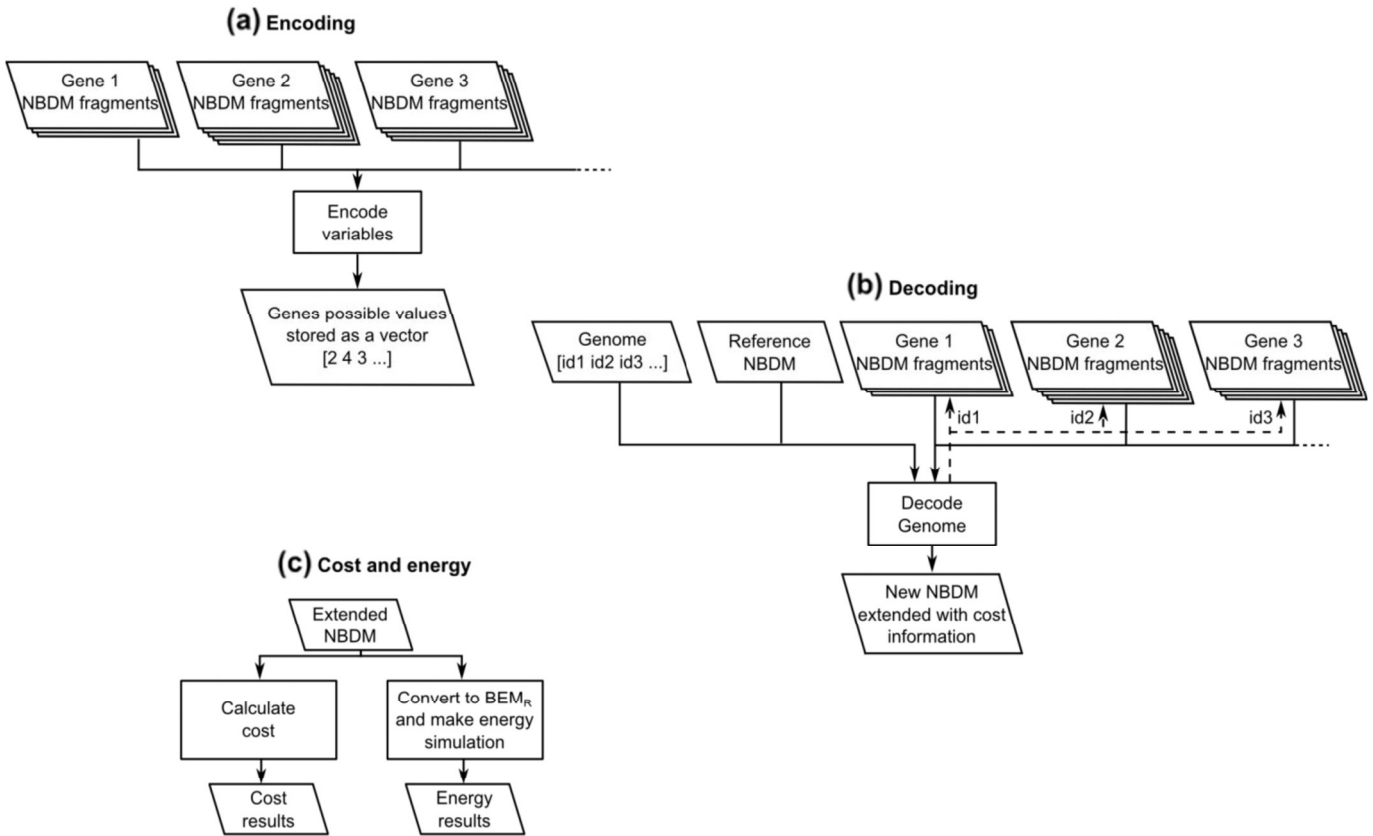 (a) Encoding
Gene 1
NBDM fragments
Gene 2
NBDM fragments
Gene 3
NBDM fragments
Encode
variables
Genes possible values
stored as a vector
[2 4 3 ...]
(b) Decoding
Genome
[id1 id2 id3 ...]
Reference
NBDM
Gene 1
NBDM fragments
Gene 2
NBDM fragments
Gene 3
NBDM fragments
id1
id2
id3
Decode
Genome
New NBDM
extended with cost
information
(c) Cost and energy
Extended
NBDM
Calculate
cost
Convert to BEMR
and make energy
simulation
Cost
results
Energy
results